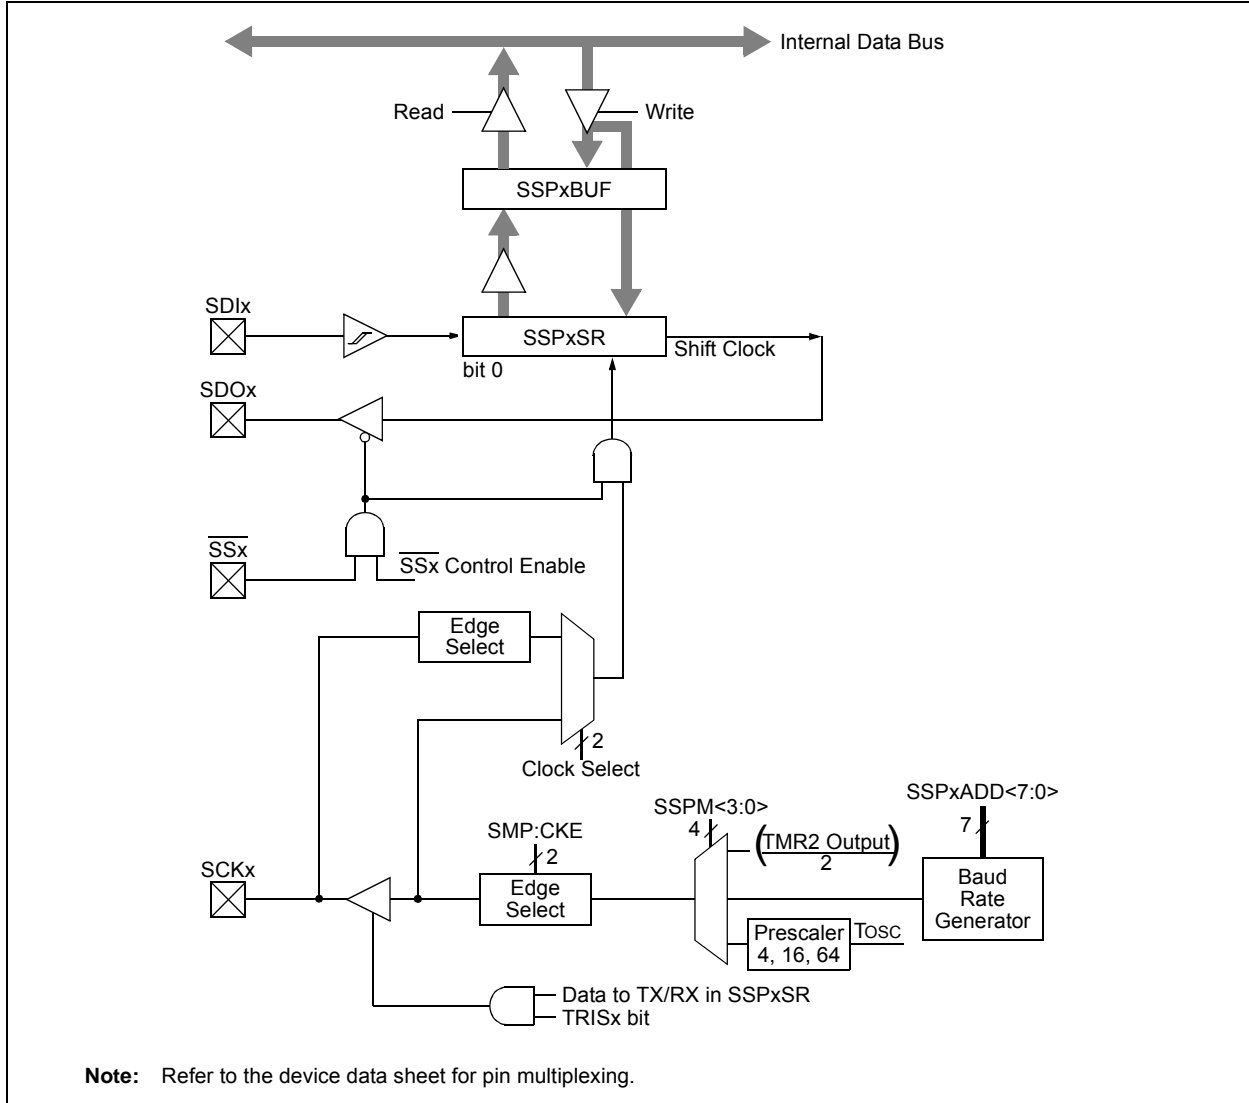 Internal Data Bus
Read
Write
SSPxBUF
SDIx
SSPxSR
Shift Clock
bit 0
SDOx
SSx
SSx Control Enable
Edge
Select
2
Clock Select
SSPxADD<7:0>
SSPM<3:0>
4
7
TMR2 Output
2
SMP:CKE
2
SCKx
Edge
Select
Baud
Rate
Generator
Prescaler
4, 16, 64
TOSC
Data to TX/RX in SSPxSR
TRISx bit
Note: Refer to the device data sheet for pin multiplexing.